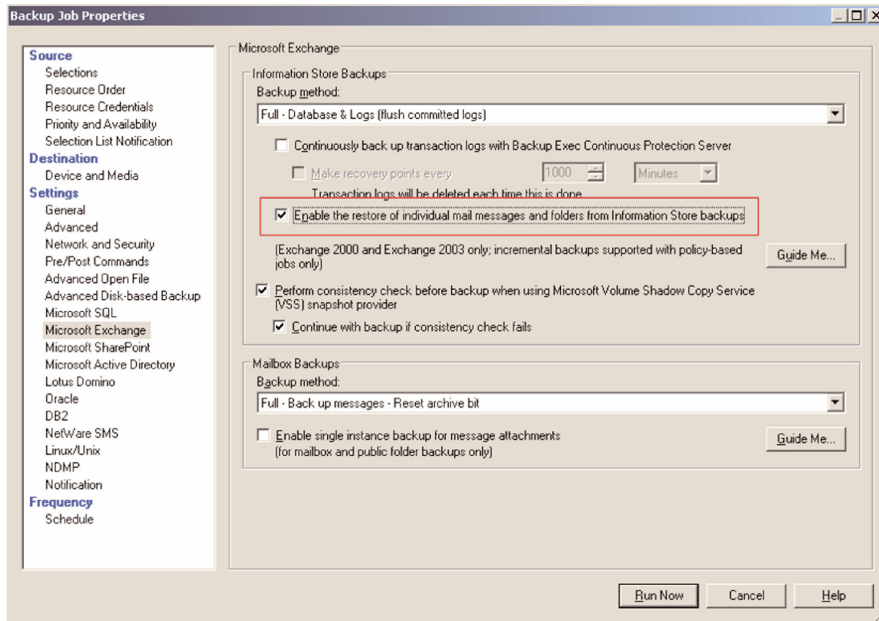 Backup Job Properties
Source
Selections
Resource Order
Resource Credentials
Priority and Availability
Selection List Notification
Destination
Device and Media
Settings
General
Advanced
Network and Security
Pre/Post Commands
Advanced Open File
Advanced Disk-based Backup
Microsoft SQL
Microsoft Exchange
Microsoft SharePoint
Microsoft Active Directory
Lotus Domino
Oracle
DB2
NetWare SMS
Linux/Unix
NDMP
Notification
Frequency
Schedule
Microsoft Exchange
Information Store Backups
Backup method:
Full - Database & Logs (flush committed logs)
Continuously back up transaction logs with Backup Exec Continuous Protection Server
Make recovery points every 1000 Minutes
Transaction logs will be deleted each time this is done
Enable the restore of individual mail messages and folders from Information Store backups
(Exchange 2000 and Exchange 2003 only; incremental backups supported with policy-based
jobs only)
Guide Me...
Perform consistency check before backup when using Microsoft Volume Shadow Copy Service
(VSS) snapshot provider
Continue with backup if consistency check fails
Mailbox Backups
Backup method:
Full - Back up messages - Reset archive bit
Enable single instance backup for message attachments
(for mailbox and public folder backups only)
Guide Me...
Run Now
Cancel
Help